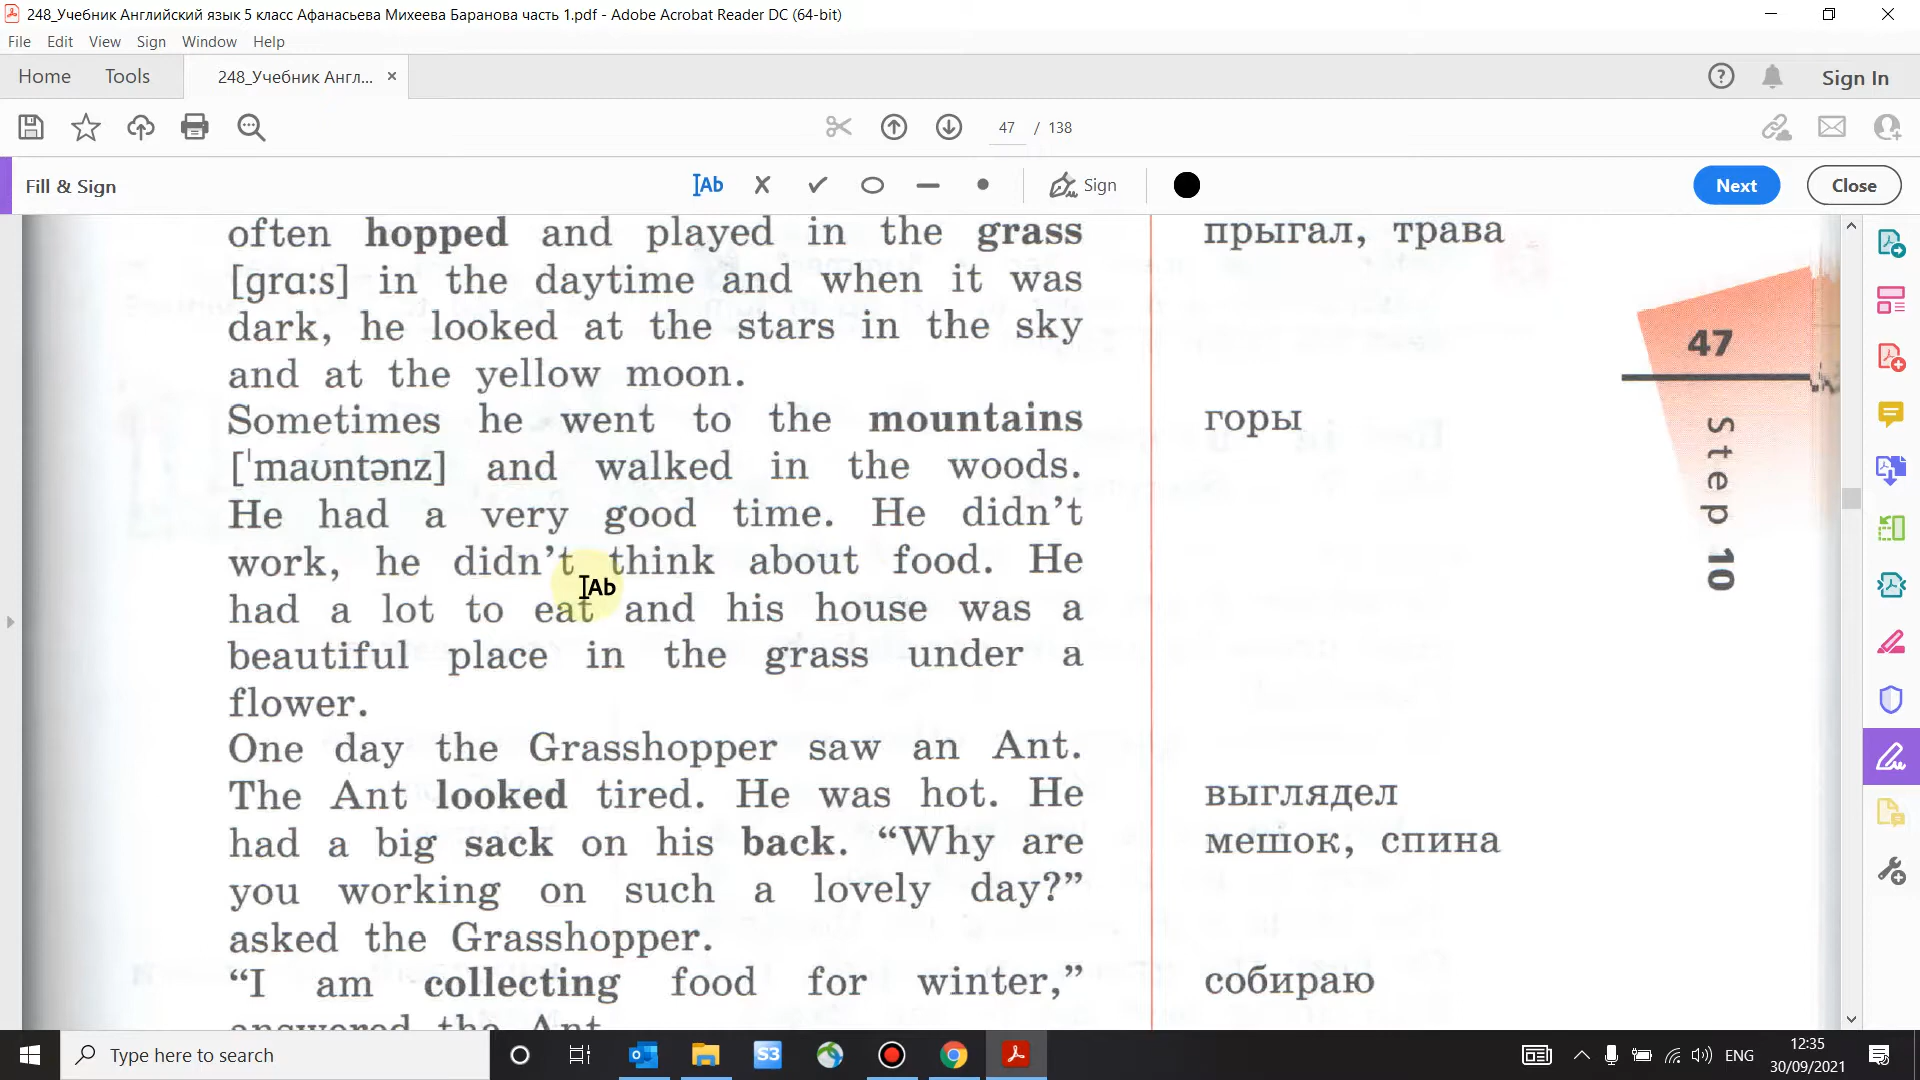 248_Учебник Английский язык 5 класс Афанасьева Михеева Баранова часть 1.pdf - Adobe Acrobat Reader DC (64-bit)
File Edit View Sign Window Help
Home Tools 248_Учебник Англ... ×
Sign In
47 / 138
Fill & Sign
Ab
Sign
Next
Close
often hopped and played in the grass прыгал, трава
[grɑ:s] in the daytime and when it was
dark, he looked at the stars in the sky
and at the yellow moon.
Sometimes he went to the mountains горы
[ˈmaʊntənz] and walked in the woods.
He had a very good time. He didn't
work, he didn't think about food. He
Ab
had a lot to eat and his house was a
beautiful place in the grass under a
flower.
One day the Grasshopper saw an Ant.
The Ant looked tired. He was hot. He выглядел
had a big sack on his back. “Why are мешок, спина
you working on such a lovely day?”
asked the Grasshopper.
“I am collecting food for winter,” собираю
answered the Ant.
47
Step 10
Type here to search
S3
ENG
12:35
30/09/2021